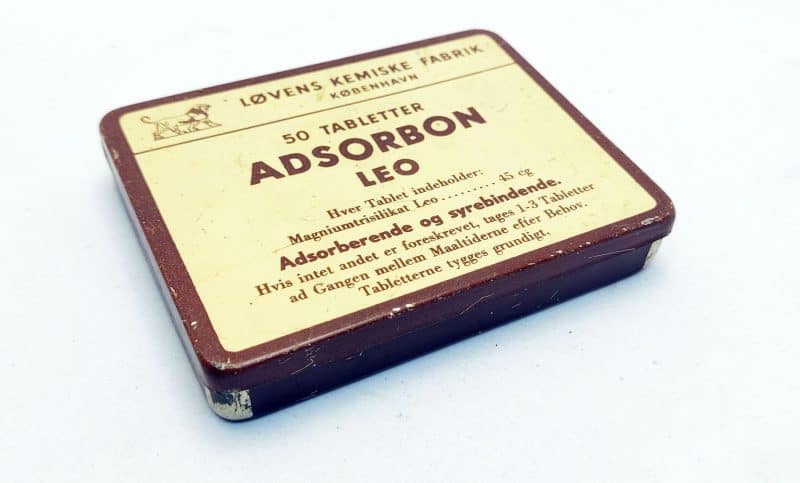 LØVENS KEMISKE FABRIK
KØBENHAVN
50 TABLETTER
ADSORBON
LEO
Hver Tablet indeholder:
Magniumtrisilikat Leo .......... 45 cg
Adsorberende og syrebindende.
Hvis intet andet er foreskrevet, tages 1-3 Tabletter
ad Gangen mellem Maaltiderne efter Behov.
Tabletterne tygges grundigt.